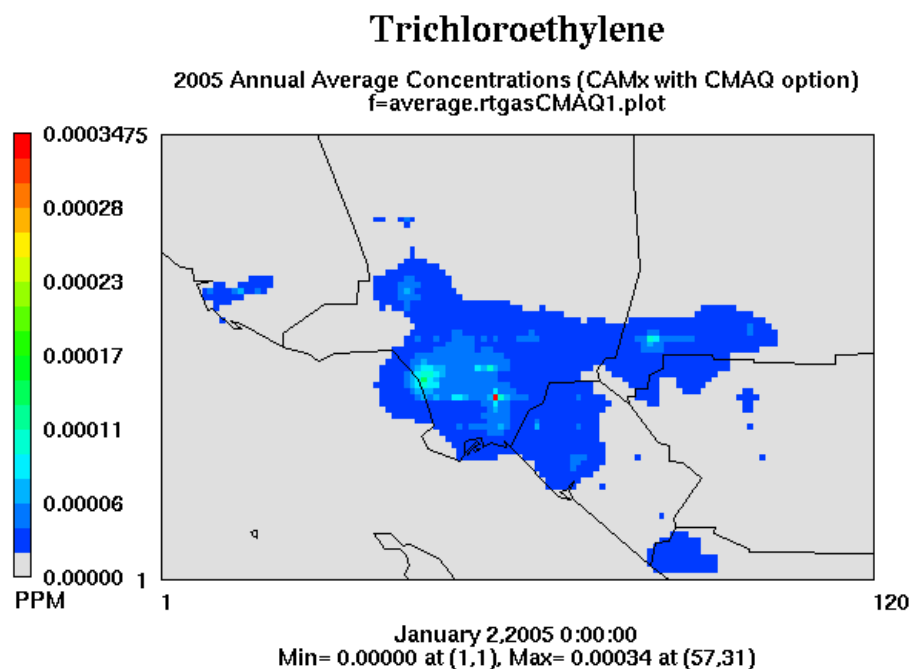 Trichloroethylene
2005 Annual Average Concentrations (CAMx with CMAQ option)
f=average.rtgasCMAQ1.plot
0.00034 75
0.00028
0.00023
0.00017
0.00011
0.00006
0.00000 1
PPM 1 120
January 2,2005 0:00:00
Min= 0.00000 at (1,1), Max= 0.00034 at (57,31)